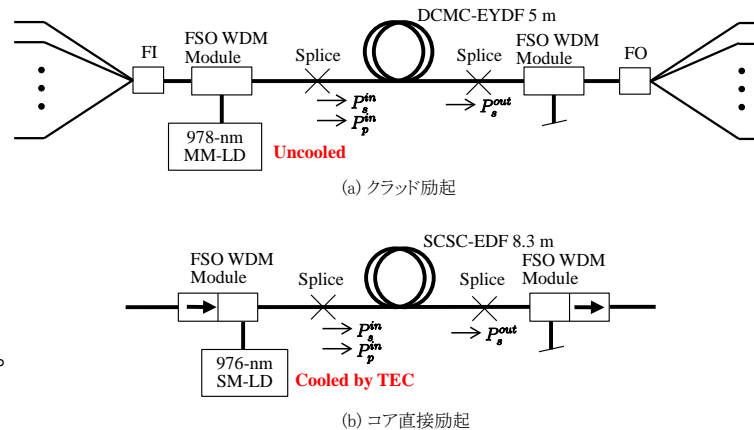 DCMC-EYDF 5 m
FI
FSO WDM
Module
Splice
Splice
FSO WDM
Module
FO
P_s^{in}
P_p^{in}
P_s^{out}
978-nm
MM-LD
Uncooled
(a) クラッド励起
SCSC-EDF 8.3 m
FSO WDM
Module
Splice
Splice
FSO WDM
Module
P_s^{in}
P_p^{in}
P_s^{out}
976-nm
SM-LD
Cooled by TEC
。
(b) コア直接励起